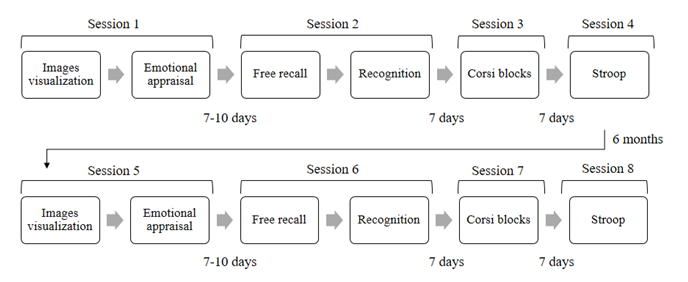 Session 1 Session 2 Session 3 Session 4
Images
visualization
Emotional
appraisal
Free recall
Recognition
Corsi blocks
Stroop
7-10 days 7 days 7 days
6 months
Session 5 Session 6 Session 7 Session 8
Images
visualization
Emotional
appraisal
Free recall
Recognition
Corsi blocks
Stroop
7-10 days 7 days 7 days